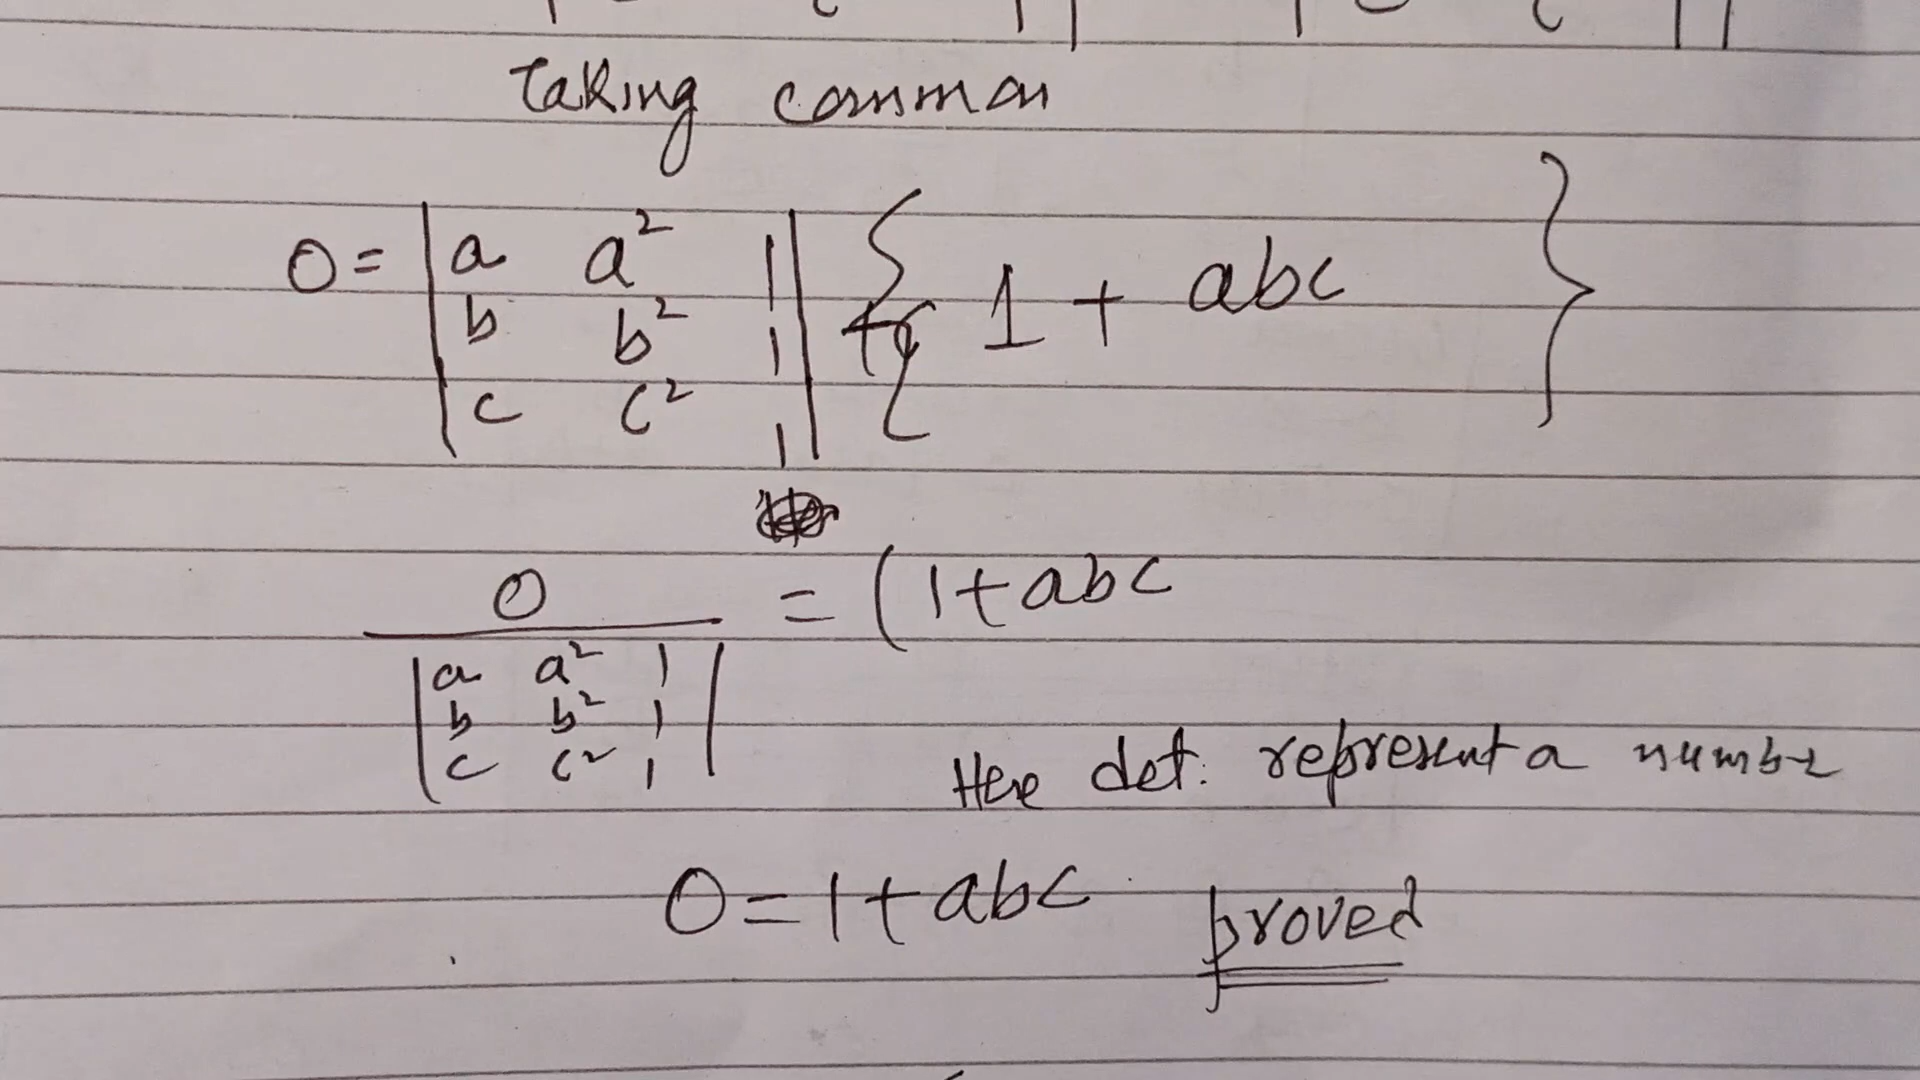 Taking common
0 = | a a² 1 | { 1 + abc }
| b b² 1 |
| c c² 1 |
0 = (1+abc
| a a² 1 |
| b b² 1 |
| c c² 1 |
Here det. represent a numbr
0 = 1 + abc proved